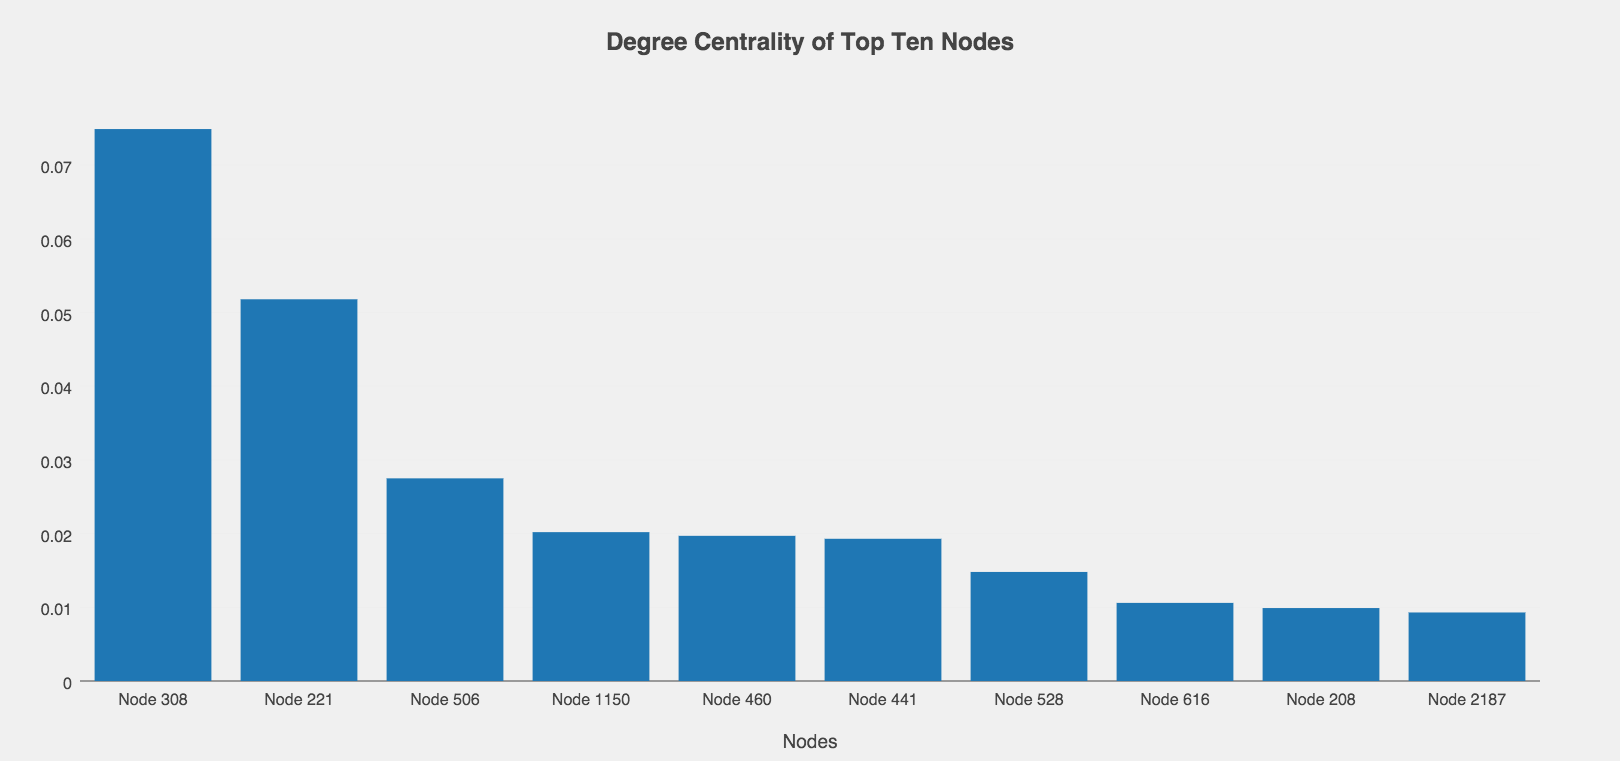 Degree Centrality of Top Ten Nodes
0.07
0.06
0.05
0.04
0.03
0.02
0.01
0
Node 308 Node 221 Node 506 Node 1150 Node 460 Node 441 Node 528 Node 616 Node 208 Node 2187
Nodes